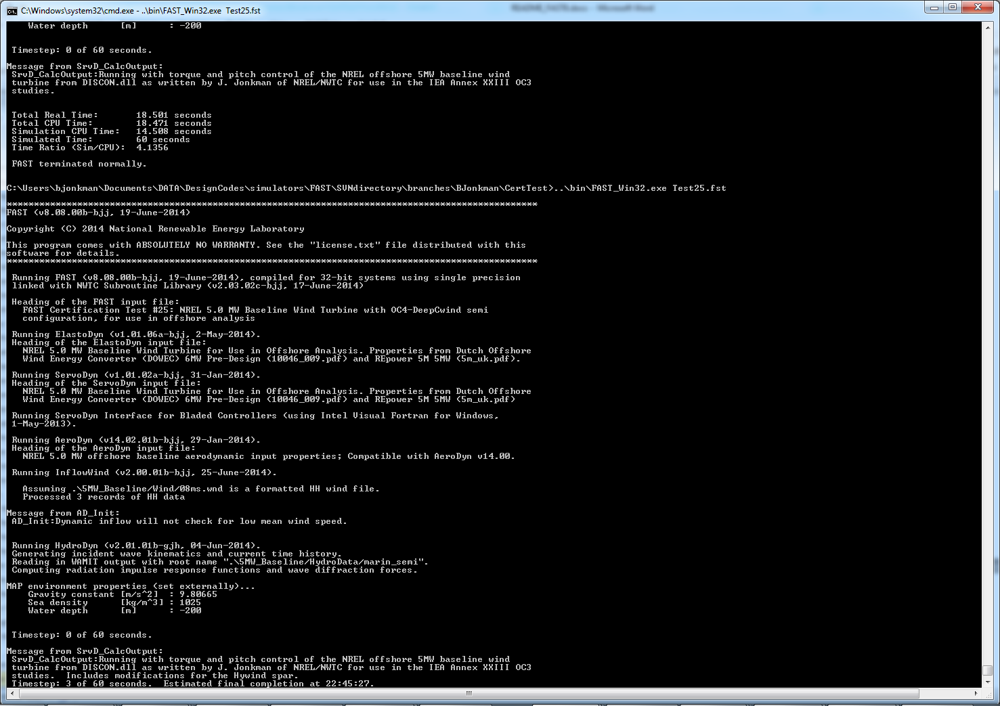 README_FAST8.docx - Microsoft Word
C:\Windows\system32\cmd.exe - ..\bin\FAST_Win32.exe  Test25.fst
    Water depth      [m]      : -200
 Timestep: 0 of 60 seconds.
Message from SrvD_CalcOutput:
 SrvD_CalcOutput:Running with torque and pitch control of the NREL offshore 5MW baseline wind
 turbine from DISCON.dll as written by J. Jonkman of NREL/NWTC for use in the IEA Annex XXIII OC3
 studies.
 Total Real Time:       18.501 seconds
 Total CPU Time:        18.471 seconds
 Simulation CPU Time:   14.508 seconds
 Simulated Time:        60 seconds
 Time Ratio (Sim/CPU):  4.1356
 FAST terminated normally.
C:\Users\bjonkman\Documents\DATA\DesignCodes\simulators\FAST\SVNdirectory\branches\BJonkman\CertTest>..\bin\FAST_Win32.exe Test25.fst
**************************************************************************************************
FAST (v8.08.00b-bjj, 19-June-2014)
Copyright (C) 2014 National Renewable Energy Laboratory
This program comes with ABSOLUTELY NO WARRANTY. See the "license.txt" file distributed with this
software for details.
**************************************************************************************************
 Running FAST (v8.08.00b-bjj, 19-June-2014), compiled for 32-bit systems using single precision
 linked with NWTC Subroutine Library (v2.03.02c-bjj, 17-June-2014)
 Heading of the FAST input file:
   FAST Certification Test #25: NREL 5.0 MW Baseline Wind Turbine with OC4-DeepCwind semi
   configuration, for use in offshore analysis
 Running ElastoDyn (v1.01.06a-bjj, 2-May-2014).
 Heading of the ElastoDyn input file:
   NREL 5.0 MW Baseline Wind Turbine for Use in Offshore Analysis. Properties from Dutch Offshore
   Wind Energy Converter (DOWEC) 6MW Pre-Design (10046_009.pdf) and REpower 5M 5MW (5m_uk.pdf).
 Running ServoDyn (v1.01.02a-bjj, 31-Jan-2014).
 Heading of the ServoDyn input file:
   NREL 5.0 MW Baseline Wind Turbine for Use in Offshore Analysis. Properties from Dutch Offshore
   Wind Energy Converter (DOWEC) 6MW Pre-Design (10046_009.pdf) and REpower 5M 5MW (5m_uk.pdf)
 Running ServoDyn Interface for Bladed Controllers (using Intel Visual Fortran for Windows,
 1-May-2013).
 Running AeroDyn (v14.02.01b-bjj, 29-Jan-2014).
 Heading of the AeroDyn input file:
   NREL 5.0 MW offshore baseline aerodynamic input properties; Compatible with AeroDyn v14.00.
 Running InflowWind (v2.00.01b-bjj, 25-June-2014).
   Assuming .\5MW_Baseline/Wind/08ms.wnd is a formatted HH wind file.
   Processed 3 records of HH data
Message from AD_Init:
 AD_Init:Dynamic inflow will not check for low mean wind speed.
 Running HydroDyn (v2.01.01b-gjh, 04-Jun-2014).
 Generating incident wave kinematics and current time history.
 Reading in WAMIT output with root name ".\5MW_Baseline/HydroData/marin_semi".
 Computing radiation impulse response functions and wave diffraction forces.
MAP environment properties (set externally)...
    Gravity constant [m/s^2]  : 9.80665
    Sea density      [kg/m^3] : 1025
    Water depth      [m]      : -200
 Timestep: 0 of 60 seconds.
Message from SrvD_CalcOutput:
 SrvD_CalcOutput:Running with torque and pitch control of the NREL offshore 5MW baseline wind
 turbine from DISCON.dll as written by J. Jonkman of NREL/NWTC for use in the IEA Annex XXIII OC3
 studies.  Includes modifications for the Hywind spar.
 Timestep: 3 of 60 seconds.  Estimated final completion at 22:45:27.